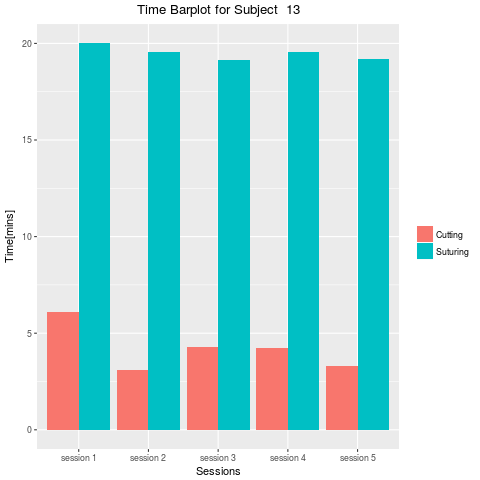 Time Barplot for Subject  13
Time[mins]
20
15
10
5
0
session 1 session 2 session 3 session 4 session 5
Sessions
Cutting
Suturing